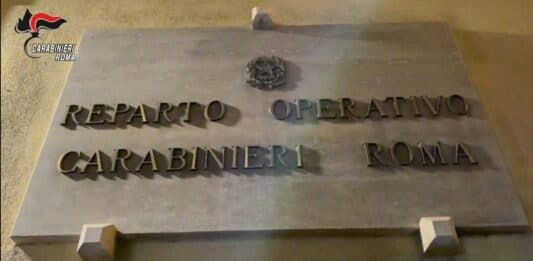 CARABINIERI
ROMA
REPARTO OPERATIVO
CARABINIERI ROMA